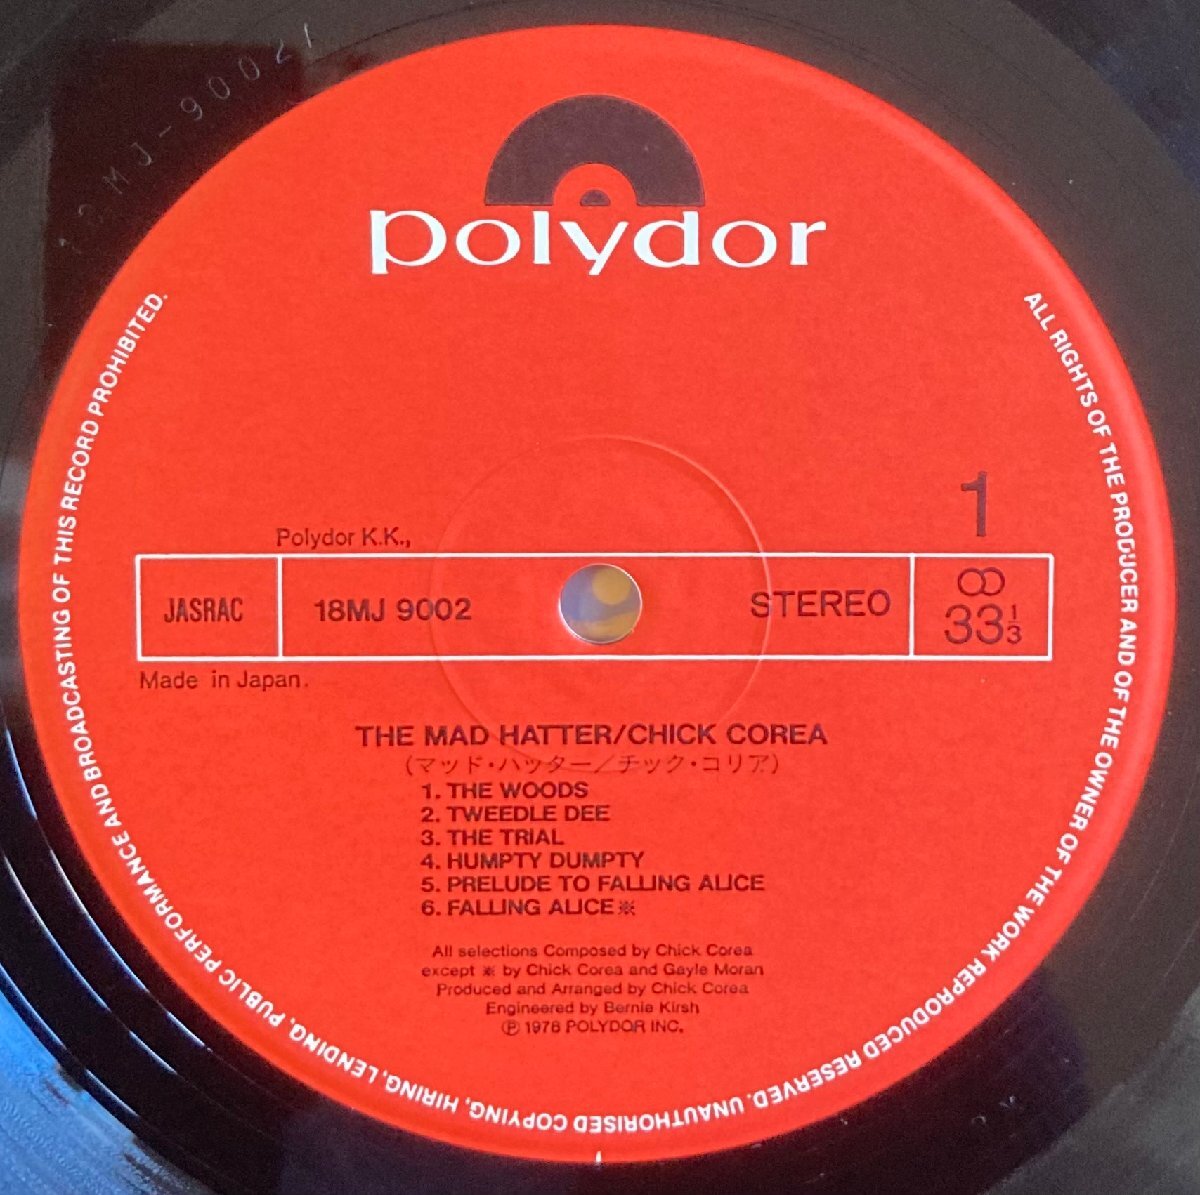 18MJ-90021
polydor
ALL RIGHTS OF THE PRODUCER AND OF THE OWNER OF THE WORK REPRODUCED RESERVED. UNAUTHORISED COPYING, HIRING, LENDING, PUBLIC PERFORMANCE AND BROADCASTING OF THIS RECORD PROHIBITED.
1
Polydor K.K.,
JASRAC 18MJ 9002 STEREO 33⅓
Made in Japan.
THE MAD HATTER/CHICK COREA
(マッド・ハッター/チック・コリア)
1. THE WOODS
2. TWEEDLE DEE
3. THE TRIAL
4. HUMPTY DUMPTY
5. PRELUDE TO FALLING ALICE
6. FALLING ALICE※
All selections Composed by Chick Corea
except ※ by Chick Corea and Gayle Moran
Produced and Arranged by Chick Corea
Engineered by Bernie Kirsh
Ⓟ 1978 POLYDOR INC.